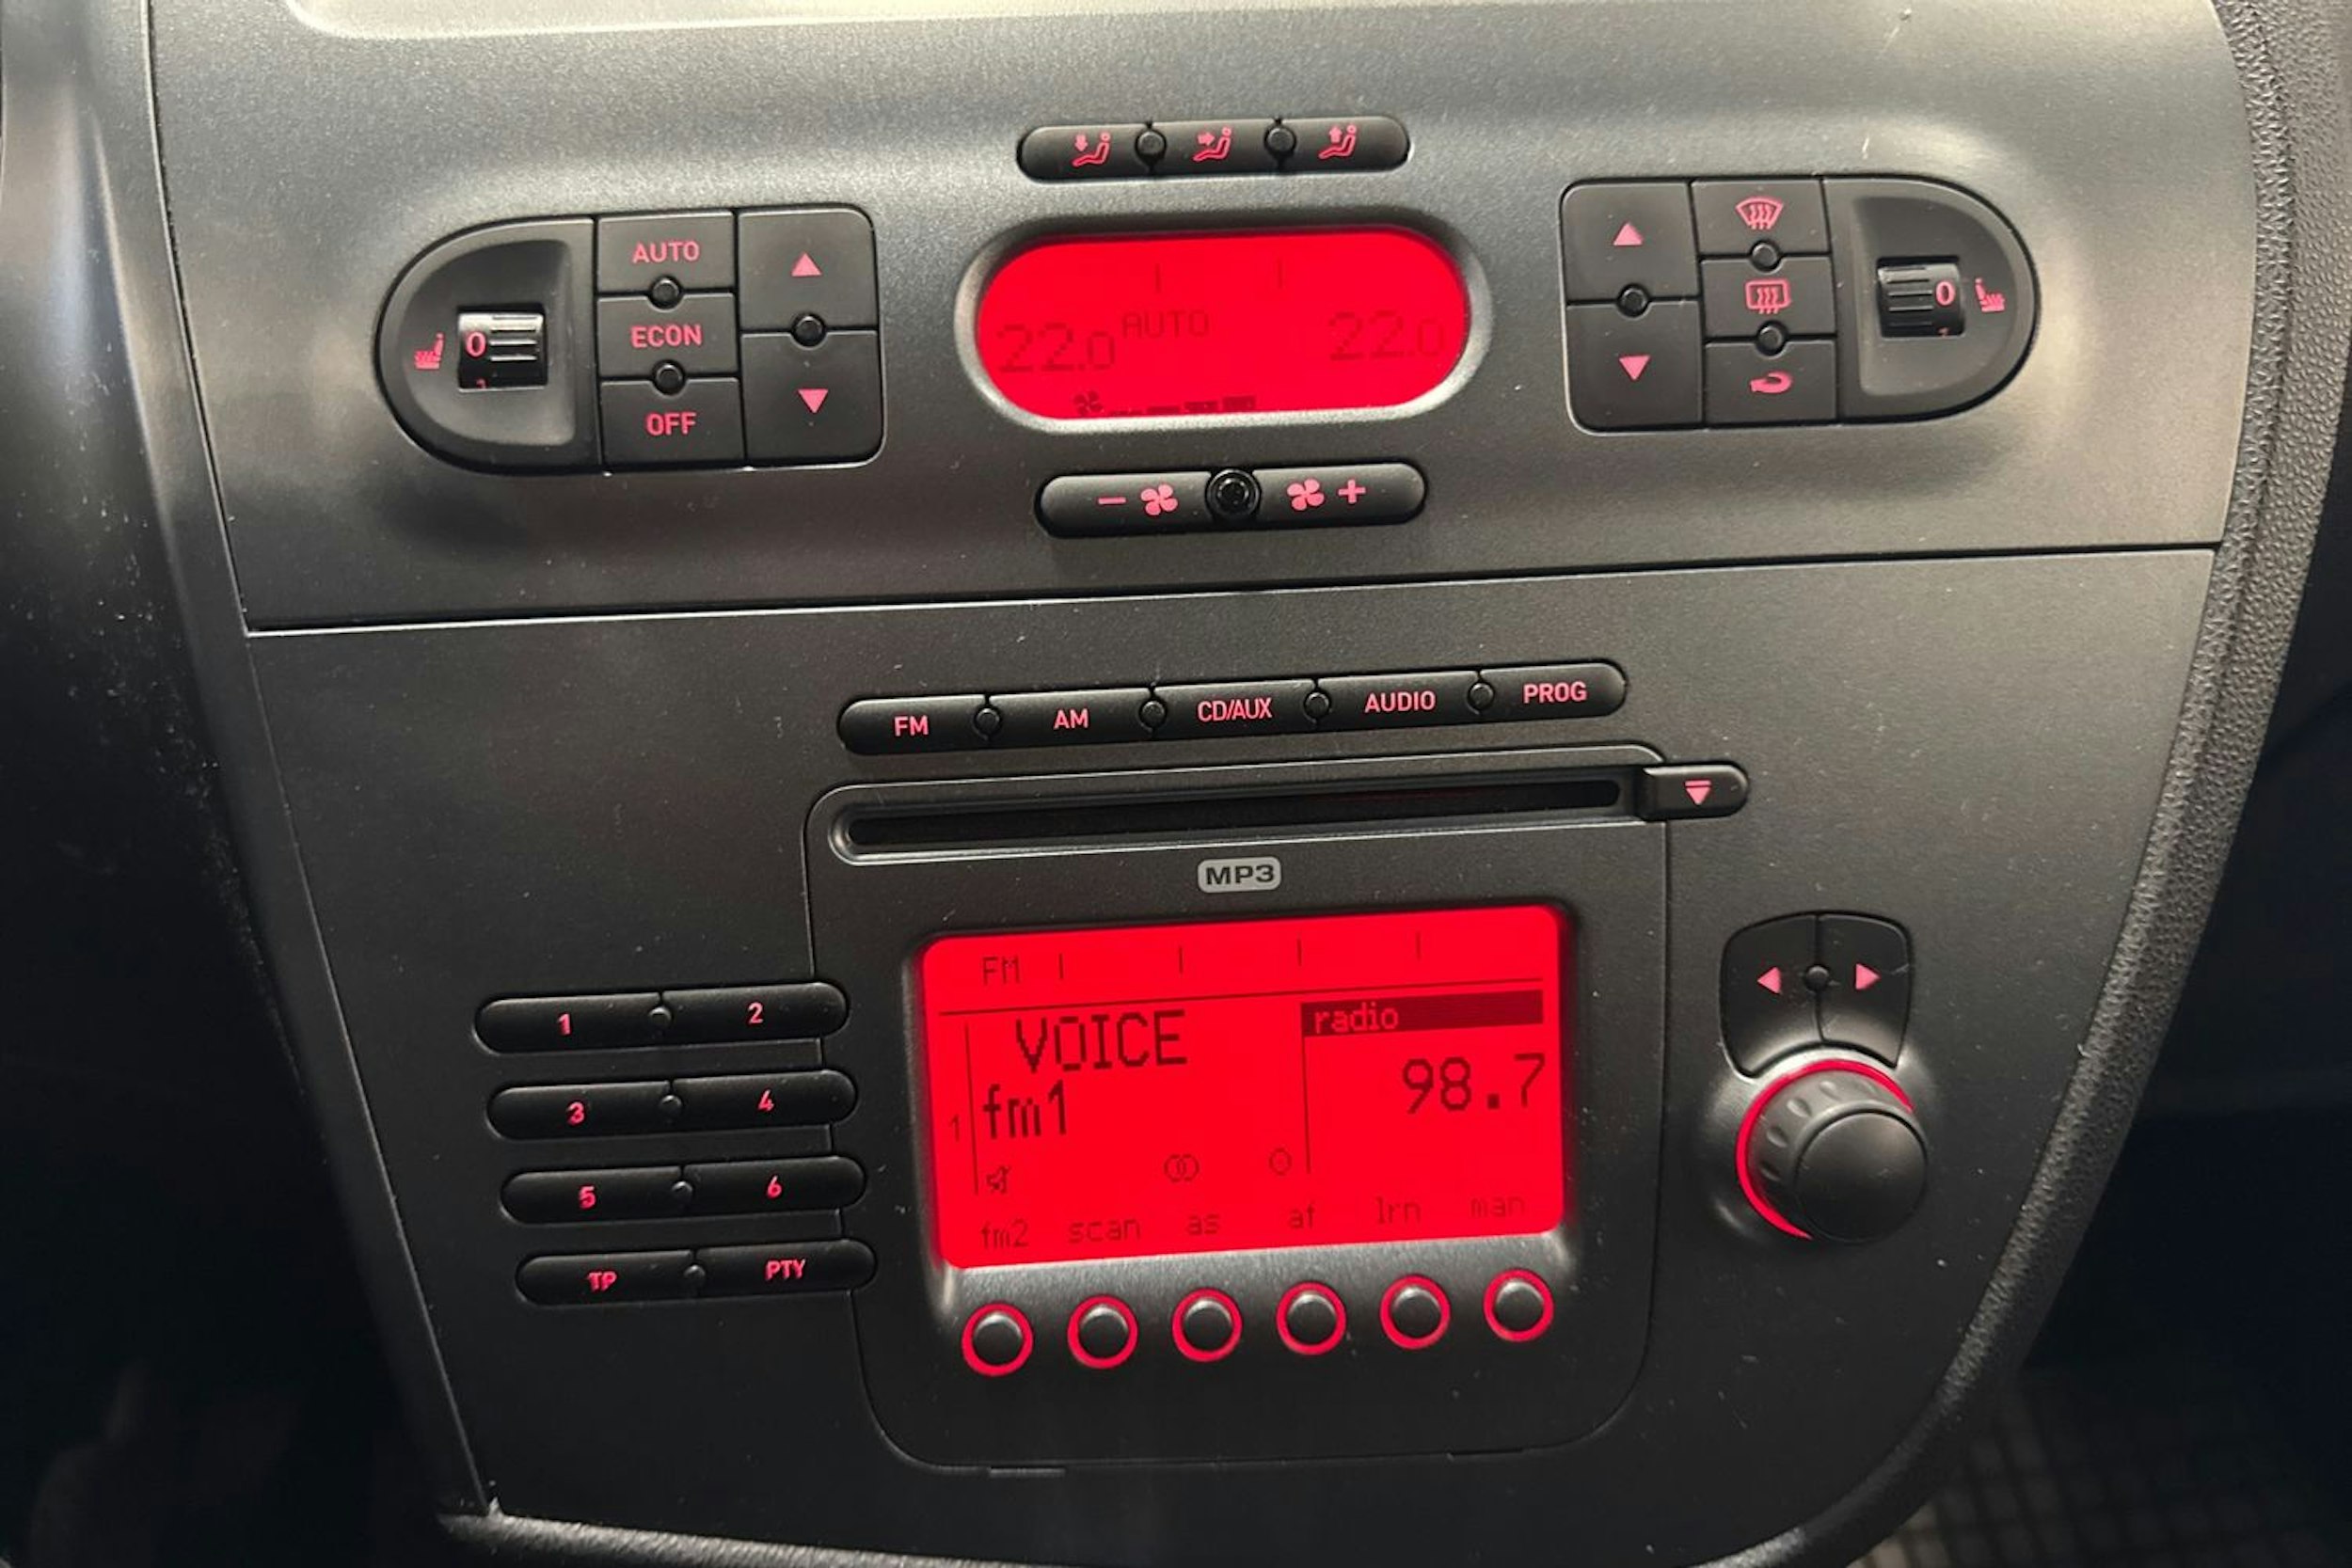 AUTO
ECON
OFF
0
1
22.0 AUTO 22.0
0
1
- +
FM AM CD/AUX AUDIO PROG
MP3
FM
VOICE radio
98.7
1 fm1
fm2 scan as af lrn man
1 2
3 4
5 6
TP PTY